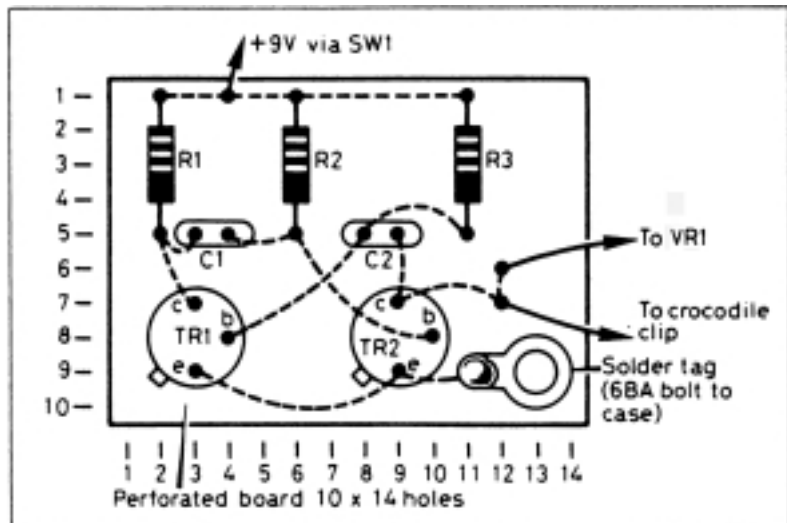 +9V via SW1
1
2
3
4
5
6
7
8
9
10
R1
R2
R3
C1
C2
c
b
e
TR1
c
b
e
TR2
To VR1
To crocodile
clip
Solder tag
(6BA bolt to
case)
1 2 3 4 5 6 7 8 9 10 11 12 13 14
Perforated board 10 x 14 holes